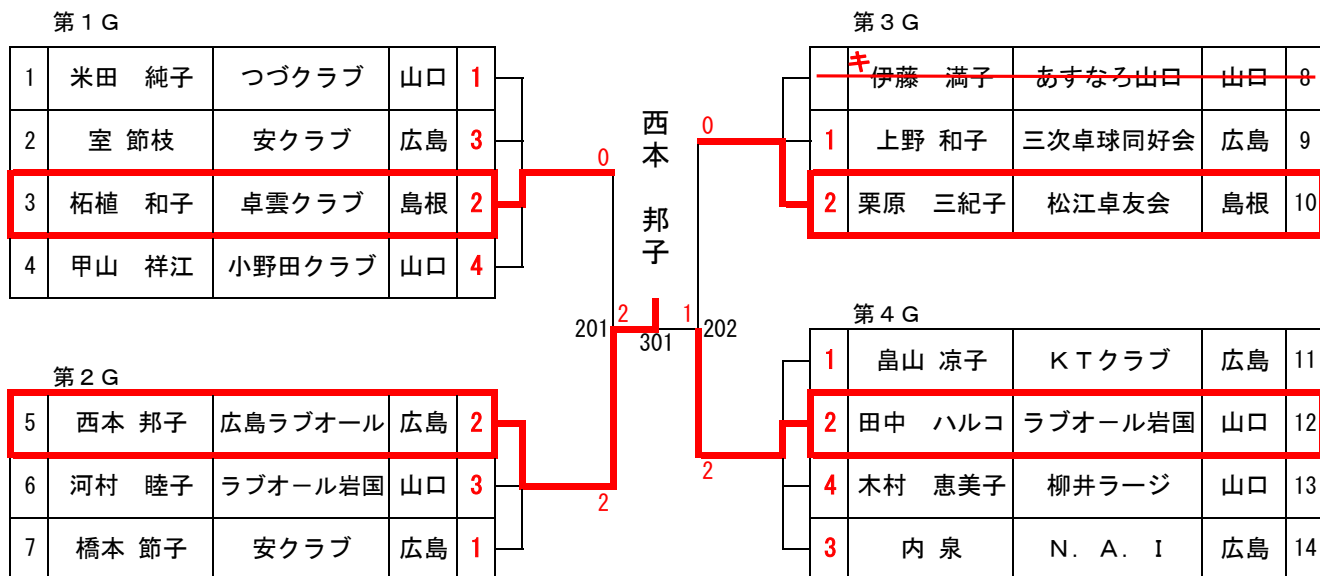 第１Ｇ
1 米田 純子 つづクラブ 山口 1
2 室 節枝 安クラブ 広島 3
3 柘植 和子 卓雲クラブ 島根 2
4 甲山 祥江 小野田クラブ 山口 4
第２Ｇ
5 西本 邦子 広島ラブオール 広島 2
6 河村 睦子 ラブオール岩国 山口 3
7 橋本 節子 安クラブ 広島 1
0
2
201
2
西本 邦子
301
1
202
0
2
第３Ｇ
キ 伊藤 満子 あすなろ山口 山口 8
1 上野 和子 三次卓球同好会 広島 9
2 栗原 三紀子 松江卓友会 島根 10
第４Ｇ
1 畠山 凉子 ＫＴクラブ 広島 11
2 田中 ハルコ ラブオール岩国 山口 12
4 木村 恵美子 柳井ラージ 山口 13
3 内 泉 Ｎ．Ａ．Ｉ 広島 14